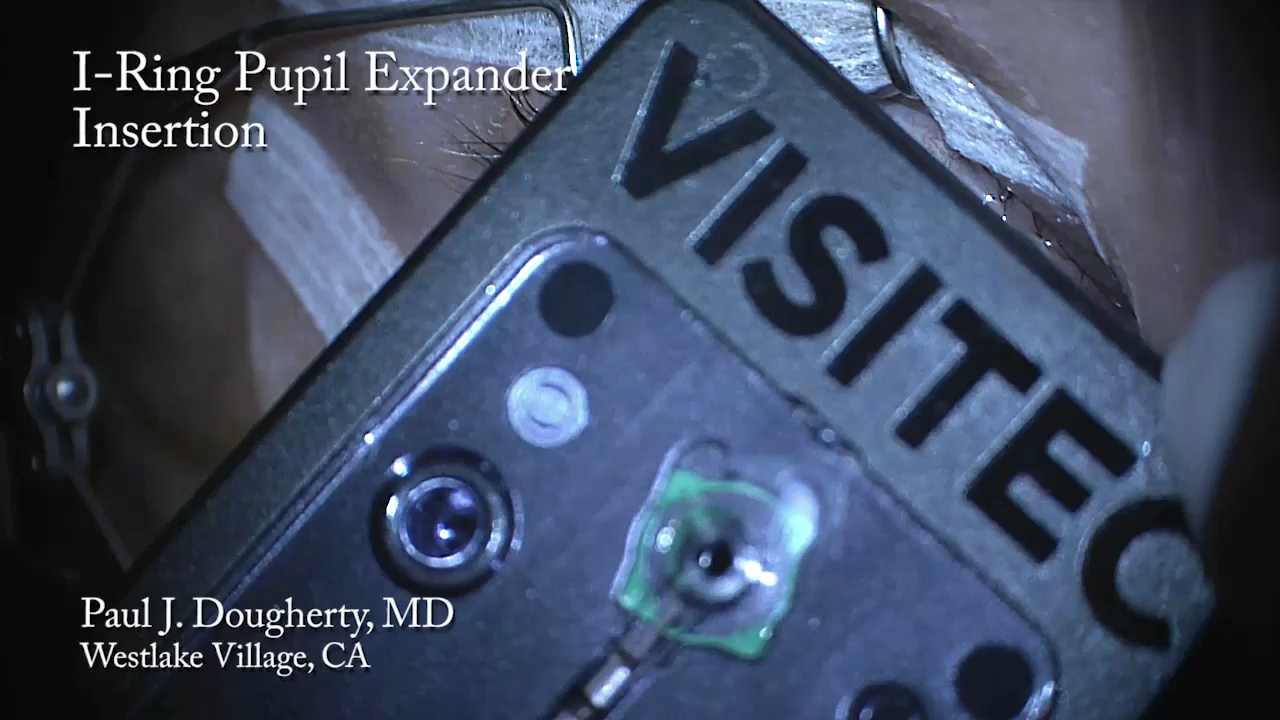 I-Ring Pupil Expander
Insertion
VISITEC
Paul J. Dougherty, MD
Westlake Village, CA